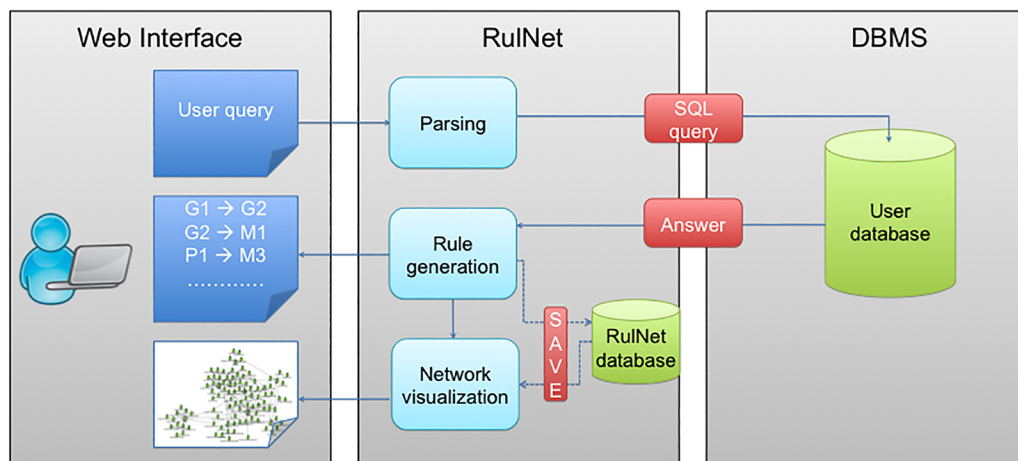 Web Interface
RulNet
DBMS
User query
Parsing
SQL
query
G1 → G2
G2 → M1
P1 → M3
............
Rule
generation
Answer
User
database
SAVE
RulNet
database
Network
visualization